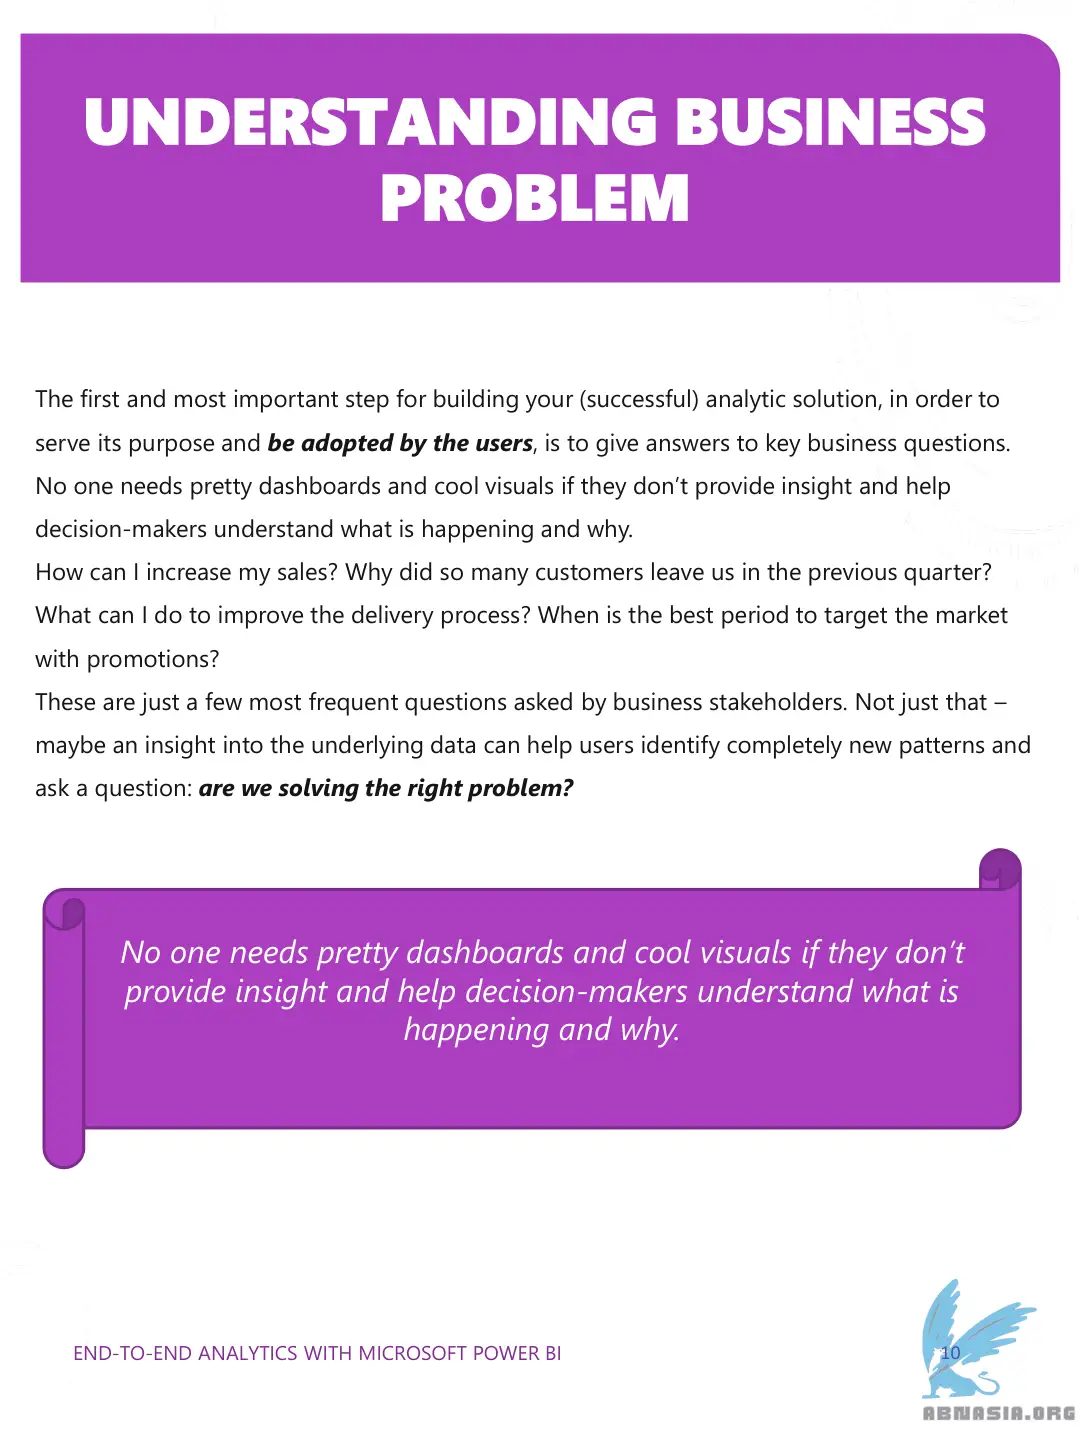 UNDERSTANDING BUSINESS
PROBLEM
The first and most important step for building your (successful) analytic solution, in order to
serve its purpose and be adopted by the users, is to give answers to key business questions.
No one needs pretty dashboards and cool visuals if they don’t provide insight and help
decision-makers understand what is happening and why.
How can I increase my sales? Why did so many customers leave us in the previous quarter?
What can I do to improve the delivery process? When is the best period to target the market
with promotions?
These are just a few most frequent questions asked by business stakeholders. Not just that –
maybe an insight into the underlying data can help users identify completely new patterns and
ask a question: are we solving the right problem?
No one needs pretty dashboards and cool visuals if they don’t
provide insight and help decision-makers understand what is
happening and why.
END-TO-END ANALYTICS WITH MICROSOFT POWER BI
10
ABNASIA.ORG